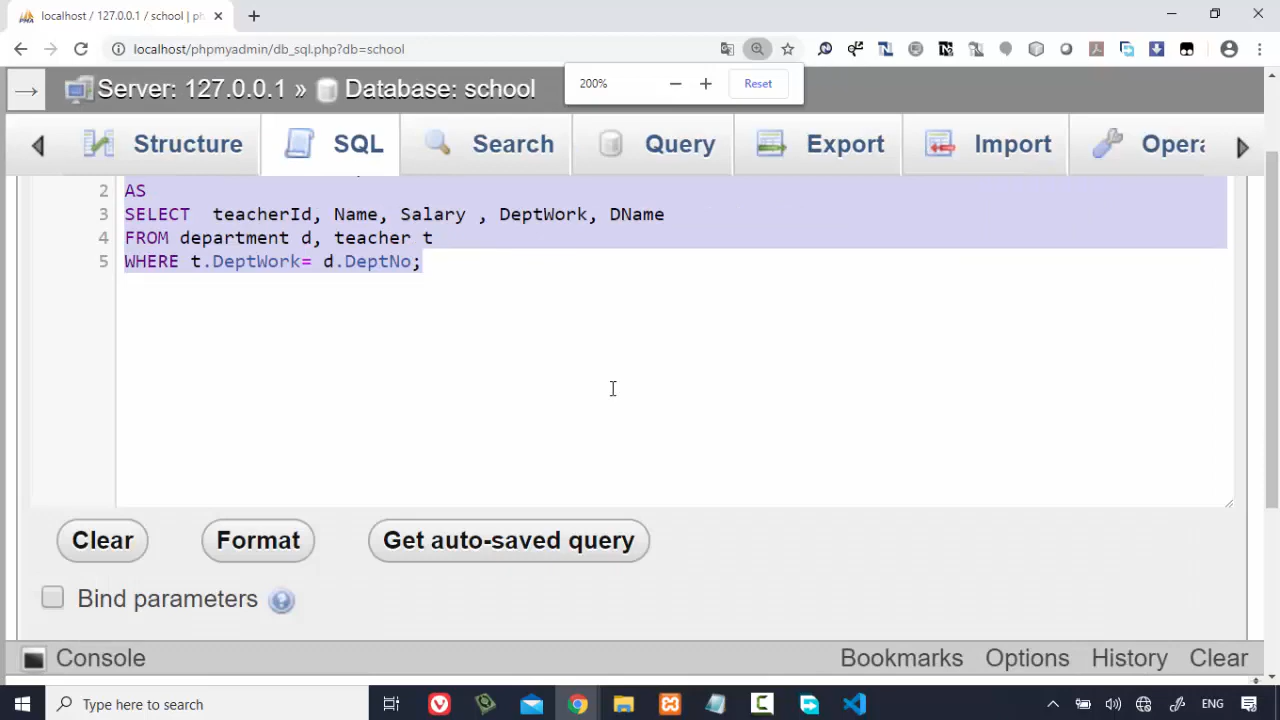 localhost / 127.0.0.1 / school | ph
localhost/phpmyadmin/db_sql.php?db=school
200%
Reset
Server: 127.0.0.1 » Database: school
Structure
SQL
Search
Query
Export
Import
Opera
2 AS
3 SELECT  teacherId, Name, Salary , DeptWork, DName
4 FROM department d, teacher t
5 WHERE t.DeptWork= d.DeptNo;
Clear
Format
Get auto-saved query
Bind parameters
Console
Bookmarks
Options
History
Clear
Type here to search
ENG